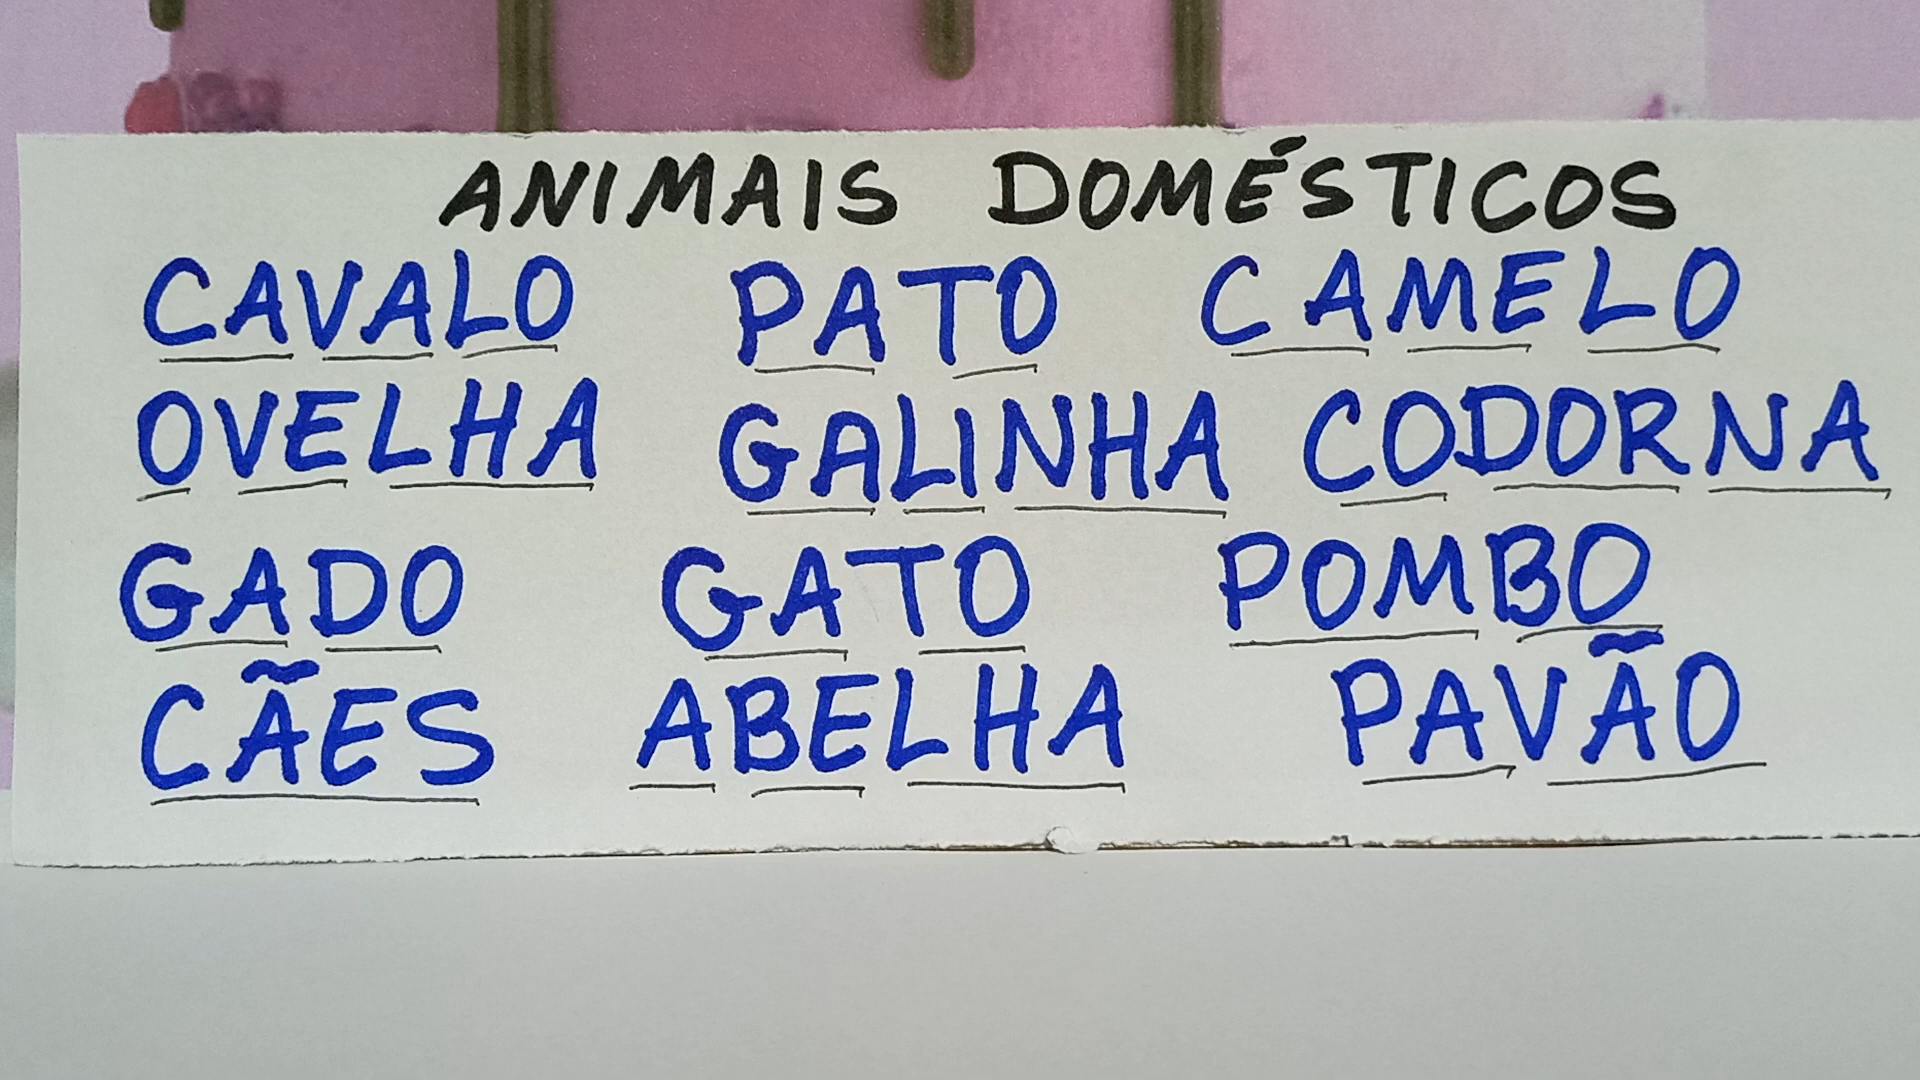 ANIMAIS DOMÉSTICOS
CAVALO PATO CAMELO
OVELHA GALINHA CODORNA
GADO GATO POMBO
CÃES ABELHA PAVÃO